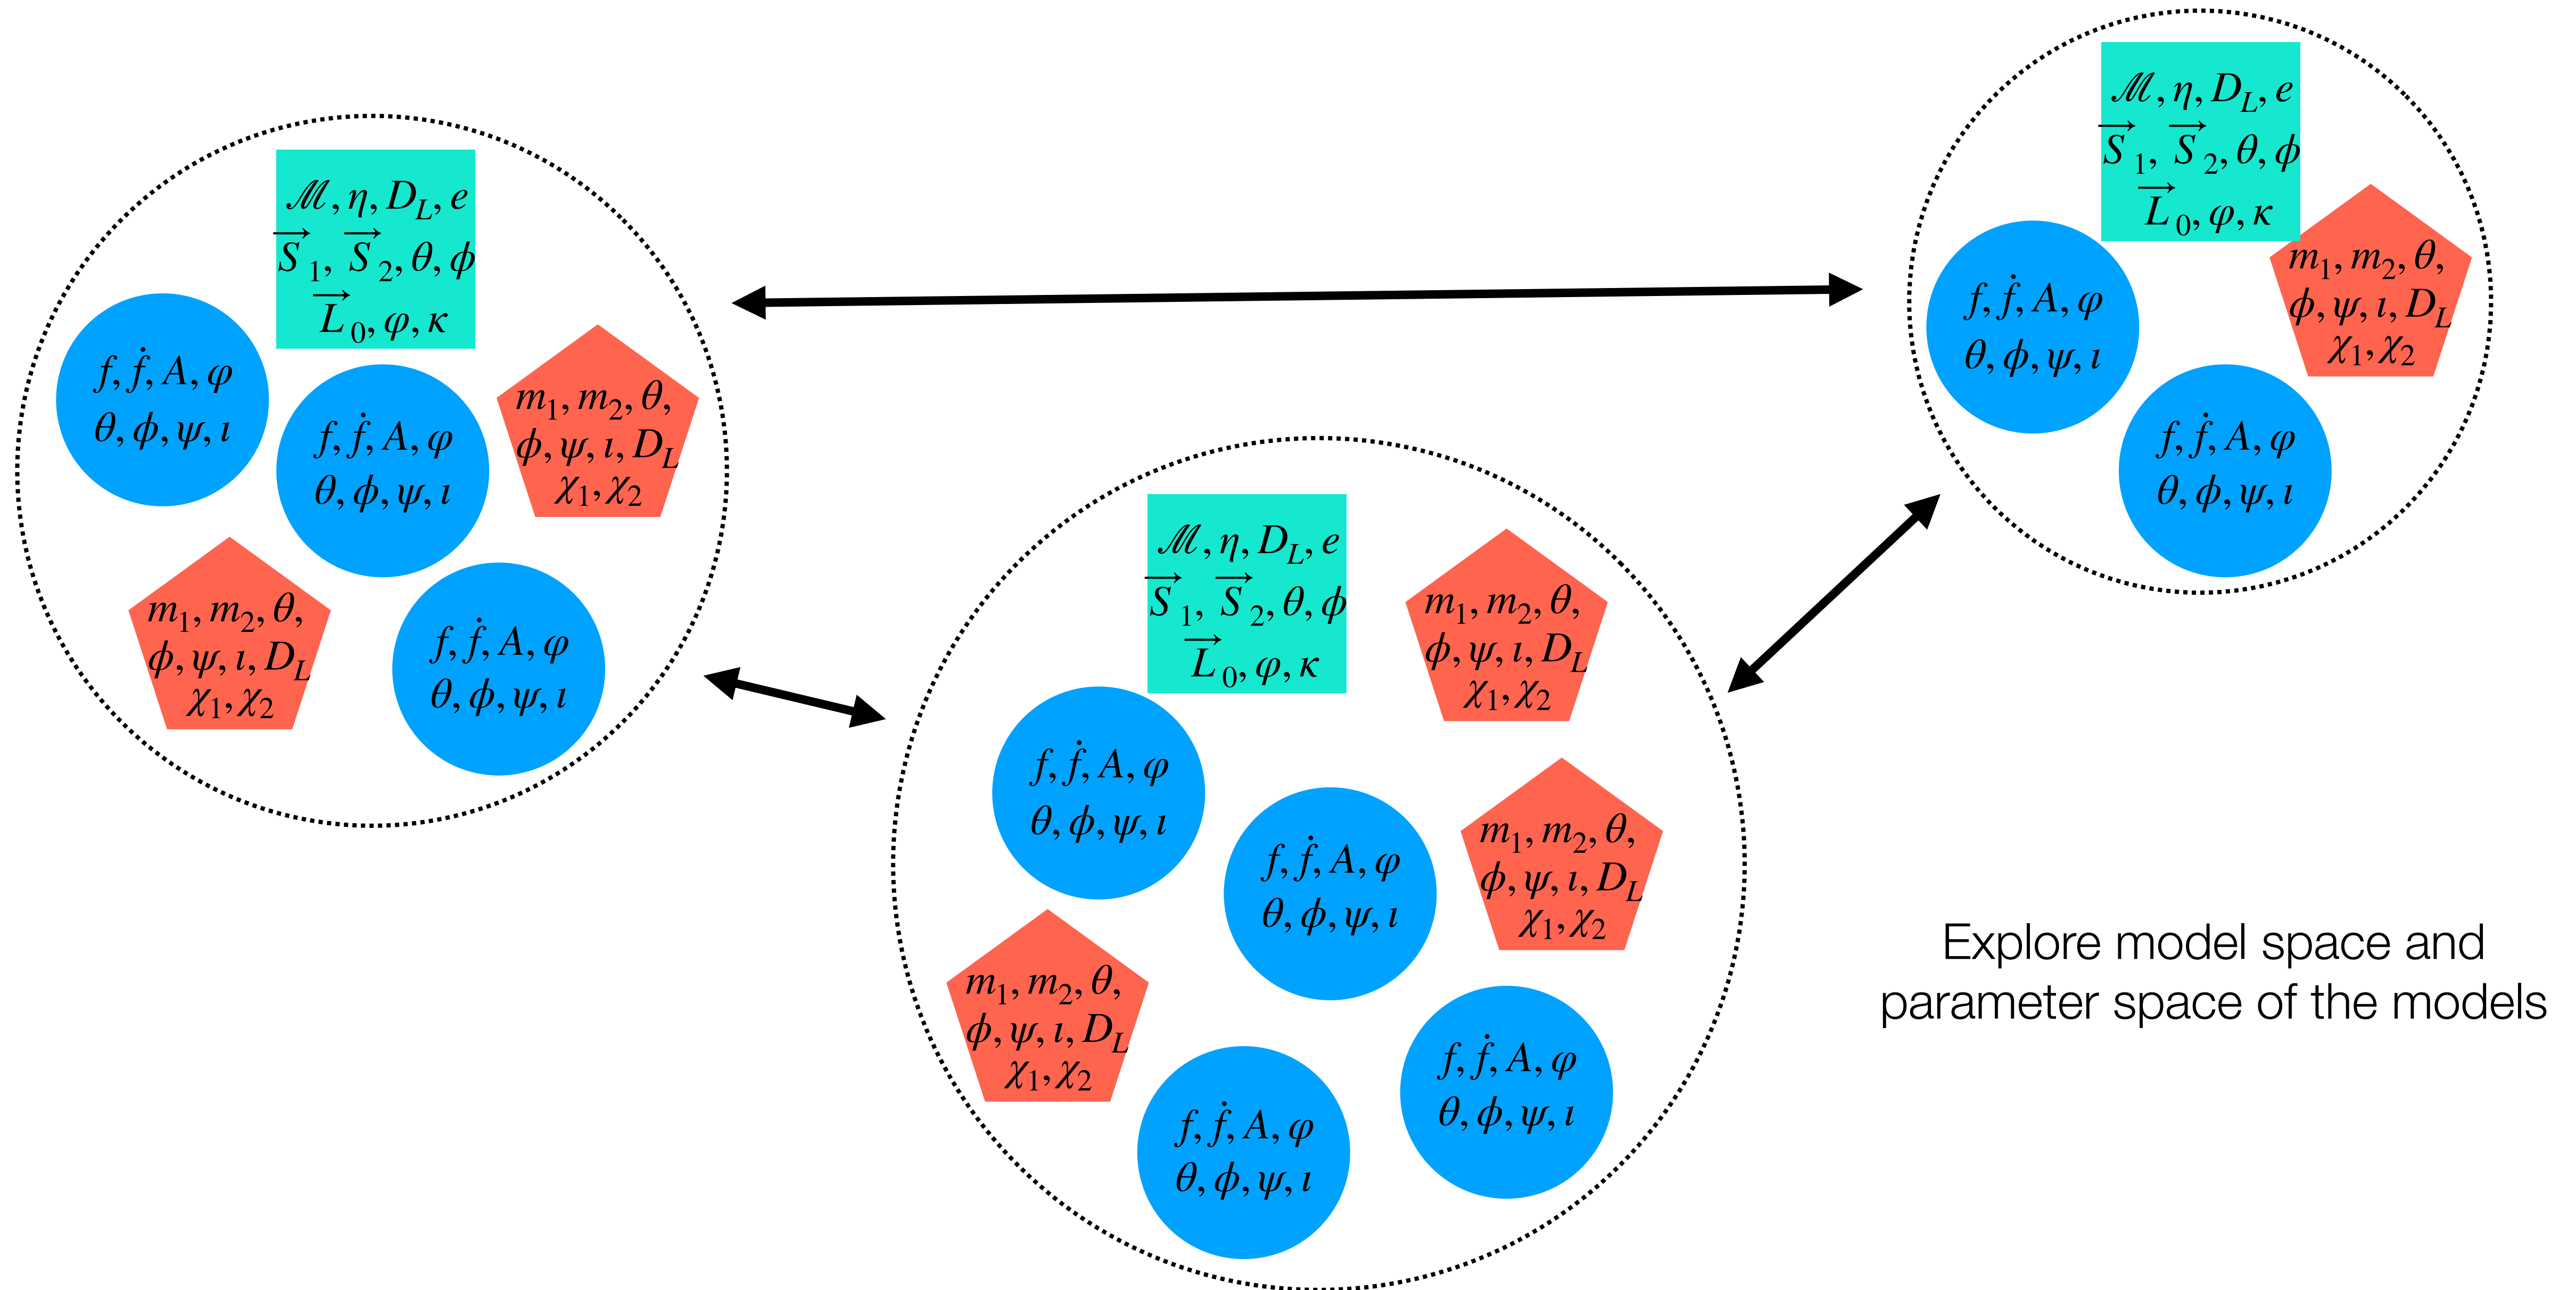 ℳ, η, D_L, e
S⃗_1, S⃗_2, θ, ϕ
L⃗_0, φ, κ
f, ḟ, A, φ
θ, ϕ, ψ, ι
f, ḟ, A, φ
θ, ϕ, ψ, ι
m_1, m_2, θ,
ϕ, ψ, ι, D_L
χ_1, χ_2
m_1, m_2, θ,
ϕ, ψ, ι, D_L
χ_1, χ_2
f, ḟ, A, φ
θ, ϕ, ψ, ι
ℳ, η, D_L, e
S⃗_1, S⃗_2, θ, ϕ
L⃗_0, φ, κ
m_1, m_2, θ,
ϕ, ψ, ι, D_L
χ_1, χ_2
f, ḟ, A, φ
θ, ϕ, ψ, ι
f, ḟ, A, φ
θ, ϕ, ψ, ι
m_1, m_2, θ,
ϕ, ψ, ι, D_L
χ_1, χ_2
m_1, m_2, θ,
ϕ, ψ, ι, D_L
χ_1, χ_2
f, ḟ, A, φ
θ, ϕ, ψ, ι
f, ḟ, A, φ
θ, ϕ, ψ, ι
ℳ, η, D_L, e
S⃗_1, S⃗_2, θ, ϕ
L⃗_0, φ, κ
f, ḟ, A, φ
θ, ϕ, ψ, ι
m_1, m_2, θ,
ϕ, ψ, ι, D_L
χ_1, χ_2
f, ḟ, A, φ
θ, ϕ, ψ, ι
Explore model space and
parameter space of the models